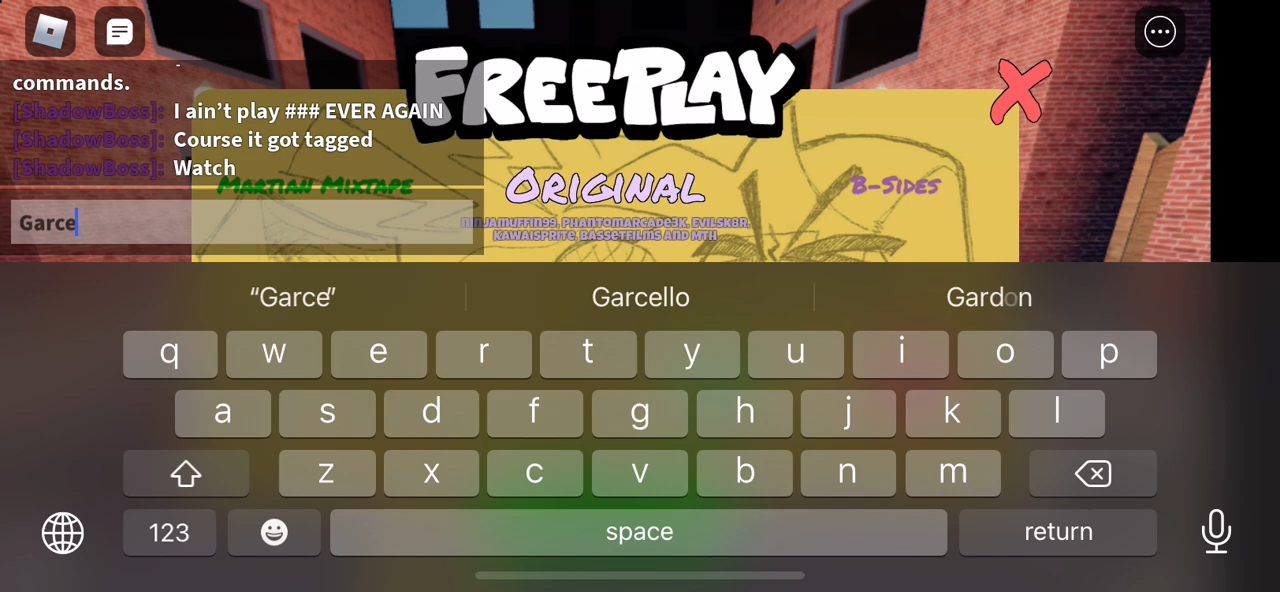 FREEPLAY
commands.
[ShadowBoss]: I ain't play ### EVER AGAIN
[ShadowBoss]: Course it got tagged
[ShadowBoss]: Watch
Martian Mixtape Original B-Sides
Garce
NINJAMUFFIN99, PHANTOMARCADE3K, EVILSK8R,
KAWAISPRITE, BASSETFILMS AND MTH
“Garce” Garcello Gardon
q w e r t y u i o p
a s d f g h j k l
z x c v b n m
123 space return